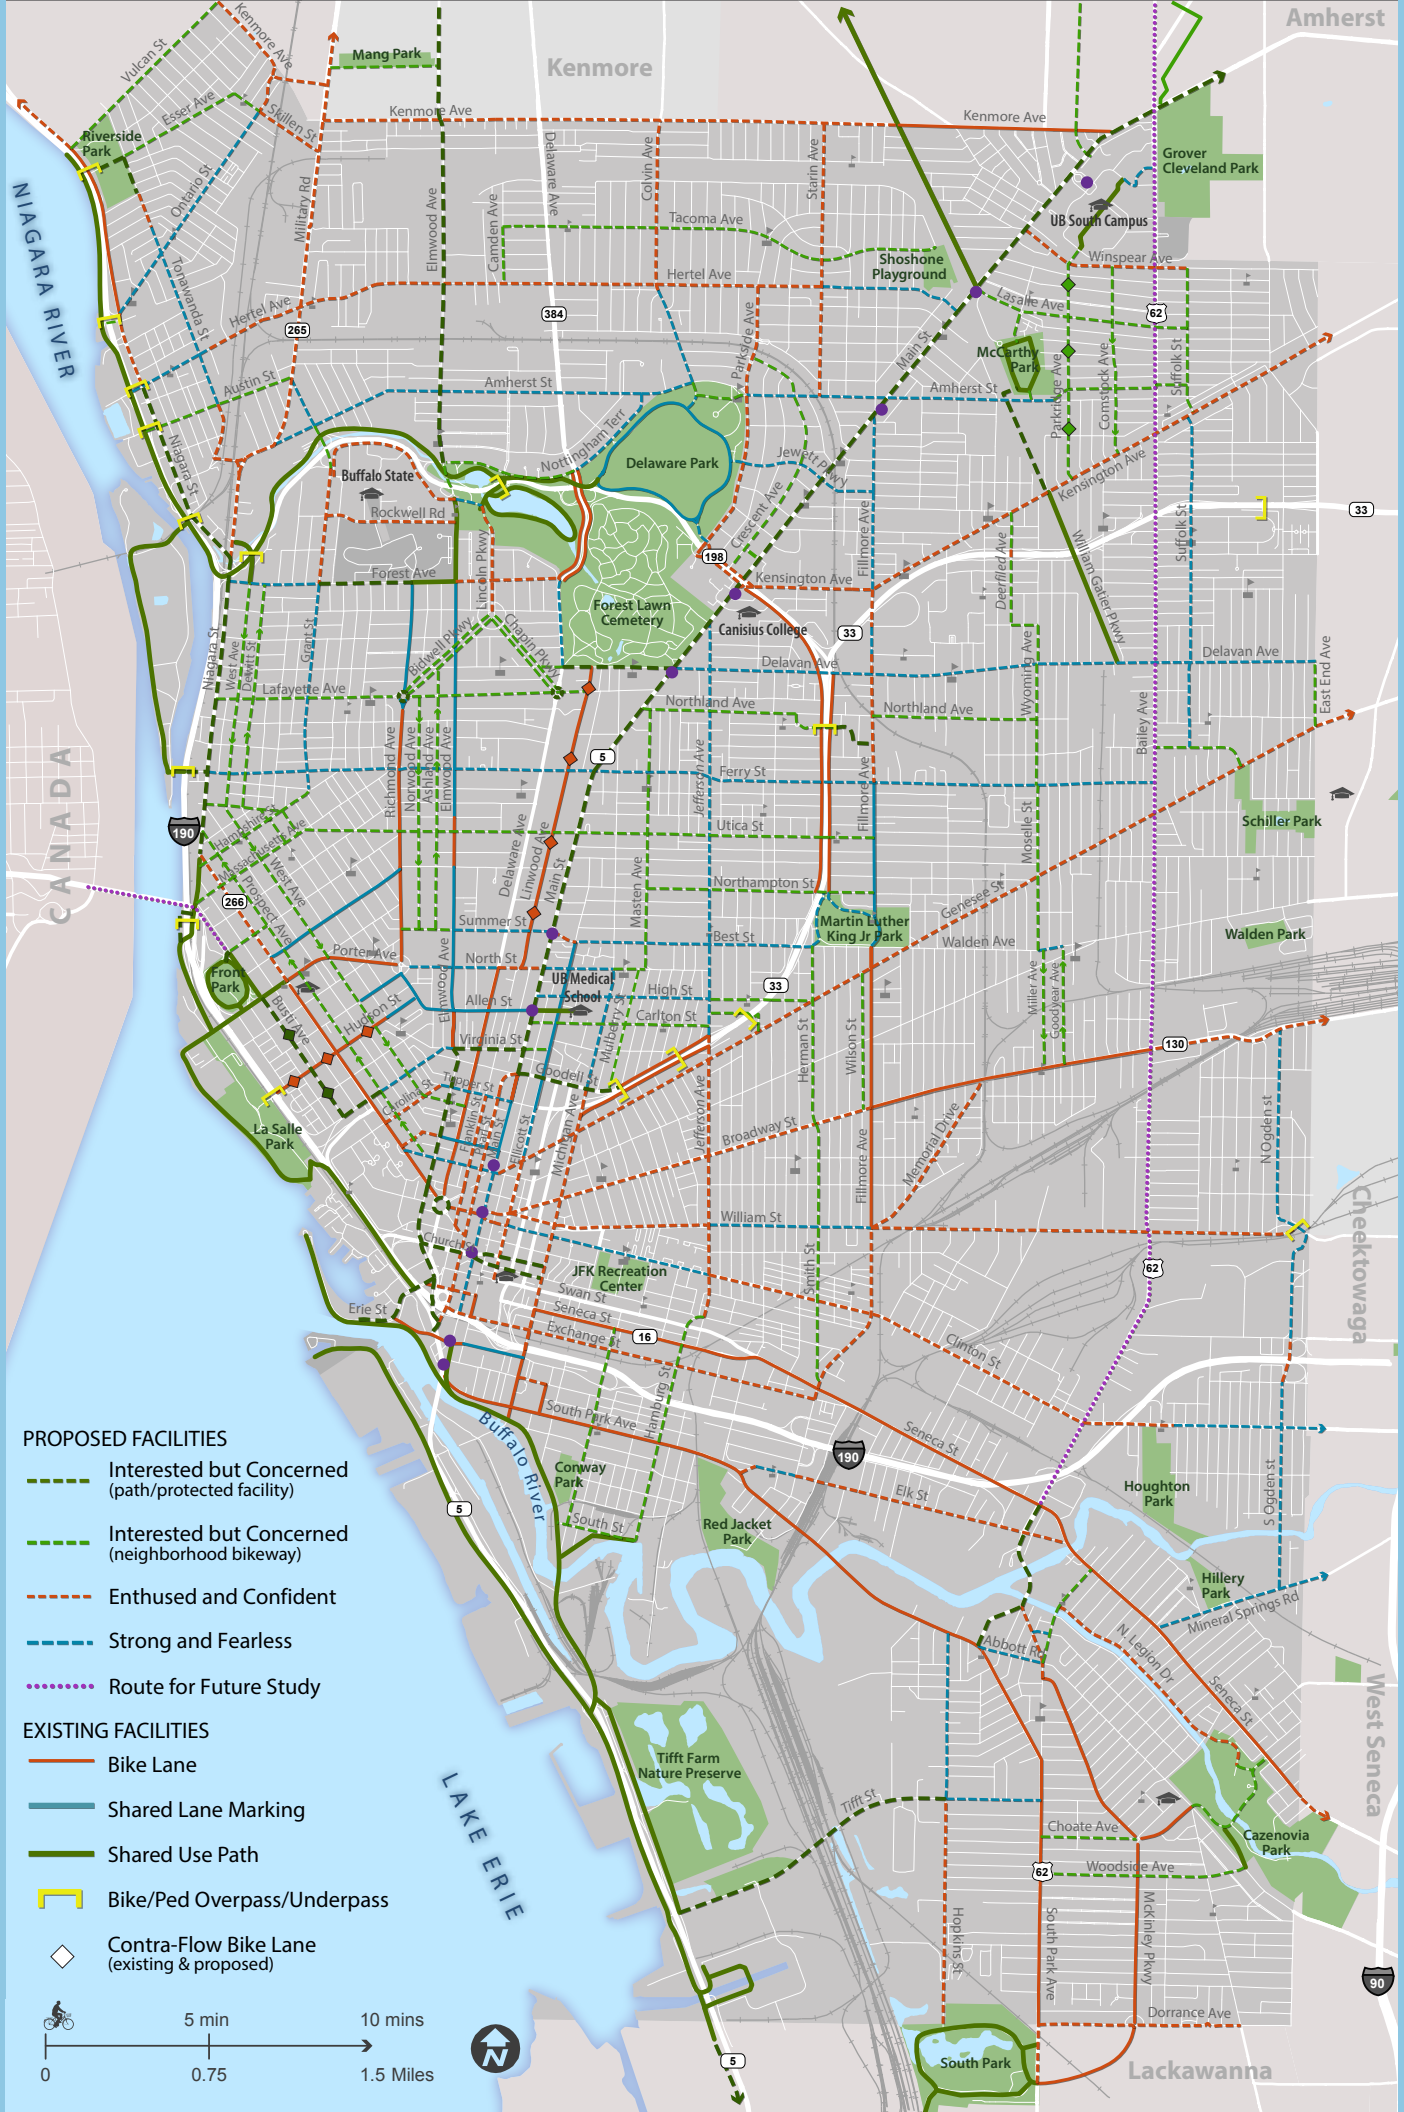 Amherst
Kenmore Ave
Vulcan St
Mang Park
Kenmore
Esser Ave
Skillen St
Kenmore Ave
Kenmore Ave
Riverside
Park
Grover
Cleveland Park
NIAGARA RIVER
Ontario St
Military Rd
Elmwood Ave
Camden Ave
Delaware Ave
Colvin Ave
Starin Ave
UB South Campus
Tacoma Ave
Tonawanda St
Shoshone
Playground
Winspear Ave
Hertel Ave
Hertel Ave
Lasalle Ave
265
384
62
Parkside Ave
Main St
McCarthy
Park
Parkridge Ave
Comstock Ave
Suffolk St
Austin St
Amherst St
Amherst St
Nottingham Terr
Niagara St
Buffalo State
Delaware Park
Jewett Pkwy
Kensington Ave
Rockwell Rd
Crescent Ave
Fillmore Ave
33
Suffolk St
Lincoln Pkwy
198
Deerfiled Ave
William Gatier Pkwy
Forest Ave
Kensington Ave
Forest Lawn
Cemetery
Canisius College
33
Niagara St
West Ave
Dewitt St
Grant St
Bidwell Pkwy
Chapin Pkwy
Delavan Ave
Delavan Ave
Wyoming Ave
East End Ave
Lafayette Ave
Northland Ave
Northland Ave
Bailey Ave
CANADA
Richmond Ave
Norwood Ave
Ashland Ave
Elmwood Ave
5
Jefferson Ave
Ferry St
Fillmore Ave
Moselle St
190
Hampshire St
Massachusetts Ave
Utica St
Schiller Park
Delaware Ave
Linwood Ave
Main St
West Ave
Prospect Ave
266
Masten Ave
Northampton St
Genesee St
Summer St
Martin Luther
King Jr Park
Best St
Walden Ave
Walden Park
Porter Ave
Elmwood Ave
North St
Front
Park
UB Medical
School
High St
33
Miller Ave
Goodyear Ave
Busti Ave
Hudson St
Allen St
Carlton St
Mulberry St
Herman St
Wilson St
Virginia St
130
Goodell St
Tupper St
Carolina St
La Salle
Park
Franklin St
Pearl St
Main St
Ellicott St
Michigan Ave
Jefferson Ave
Broadway St
Memorial Drive
Fillmore Ave
N Ogden st
Cheektowaga
William St
Church St
Smith St
62
JFK Recreation
Center
Swan St
Seneca St
Exchange St
Erie St
16
Clinton St
Hamburg St
South Park Ave
Seneca St
Buffalo River
190
Conway
Park
Elk St
Houghton
Park
S Ogden st
5
South St
Red Jacket
Park
Hillery
Park
Mineral Springs Rd
Abbott Rd
N Legion Dr
Seneca St
West Seneca
PROPOSED FACILITIES
Interested but Concerned
(path/protected facility)
Interested but Concerned
(neighborhood bikeway)
Enthused and Confident
Strong and Fearless
Route for Future Study
EXISTING FACILITIES
Bike Lane
Shared Lane Marking
Shared Use Path
Bike/Ped Overpass/Underpass
Contra-Flow Bike Lane
(existing & proposed)
Tifft Farm
Nature Preserve
LAKE ERIE
Tifft St
Choate Ave
Cazenovia
Park
62
Woodside Ave
Hopkins St
South Park Ave
McKinley Pkwy
90
Dorrance Ave
5 min
10 mins
0
0.75
1.5 Miles
N
5
South Park
Lackawanna